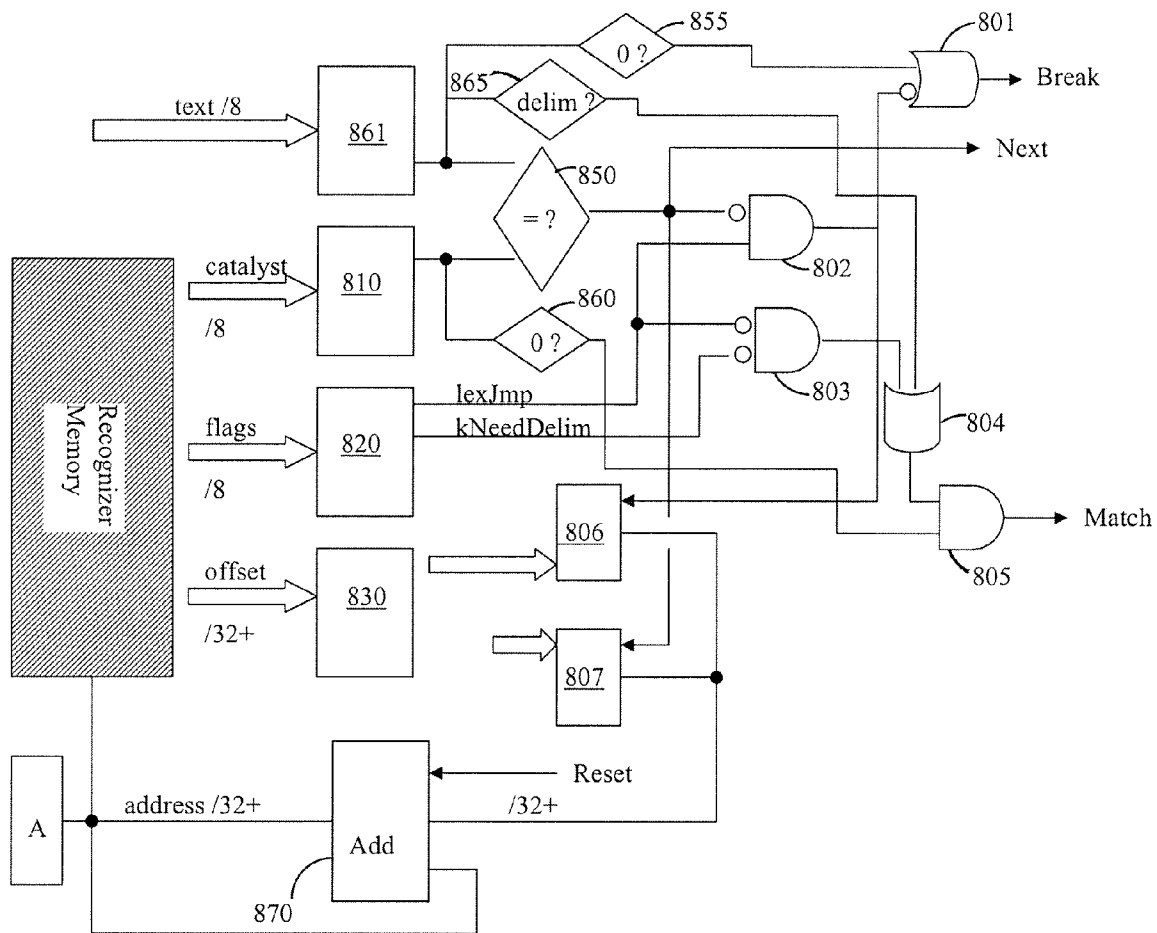 855
801
0 ?
Break
865
delim ?
text /8
861
Next
850
= ?
catalyst
/8
810
802
860
0 ?
803
lexJmp
kNeedDelim
flags
/8
820
804
Recognizer
Memory
806
Match
805
offset
/32+
830
807
Reset
A
address /32+
/32+
Add
870